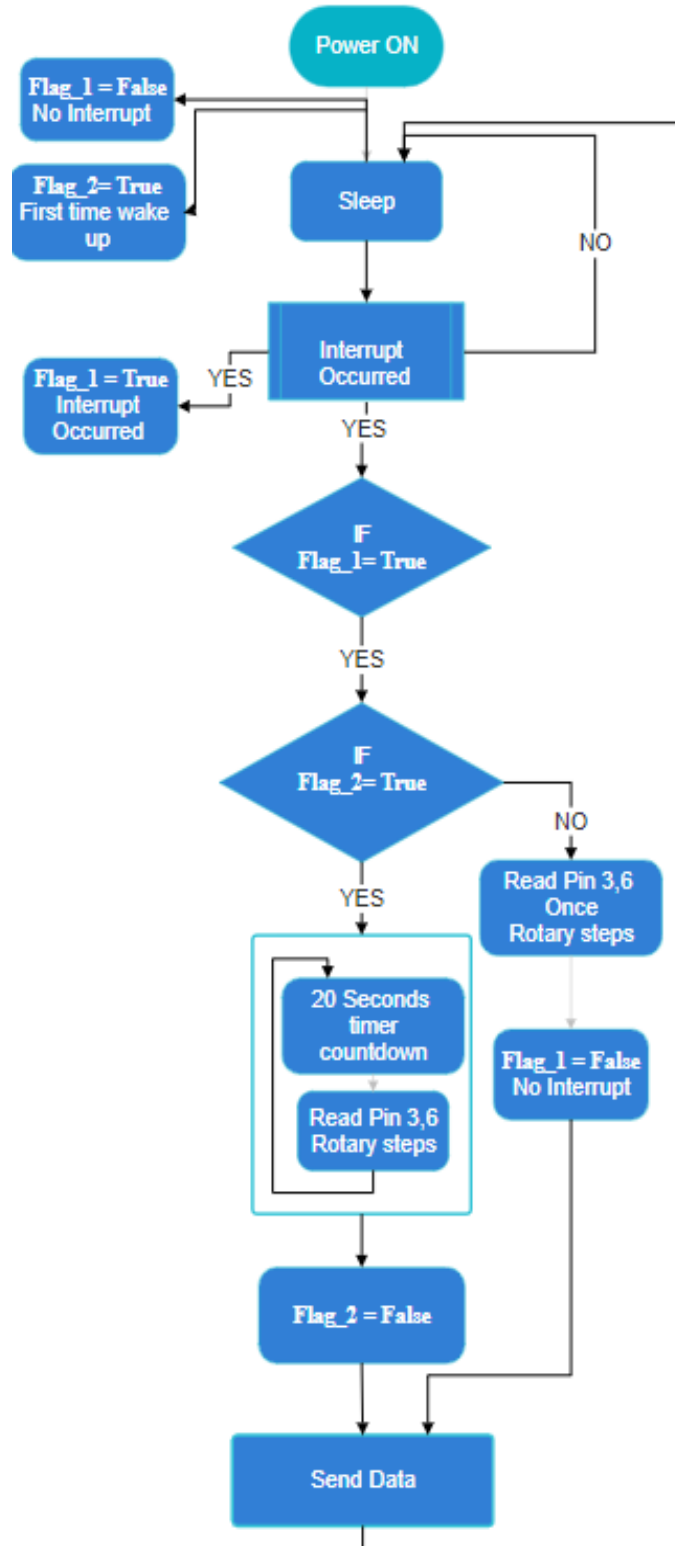 Power ON
Flag_1 = False
No Interrupt
Flag_2= True
First time wake
up
Sleep
NO
Interrupt
Occurred
YES
Flag_1 = True
Interrupt
Occurred
YES
IF
Flag_1= True
YES
IF
Flag_2= True
NO
Read Pin 3,6
Once
Rotary steps
YES
20 Seconds
timer
countdown
Flag_1 = False
No Interrupt
Read Pin 3,6
Rotary steps
Flag_2 = False
Send Data